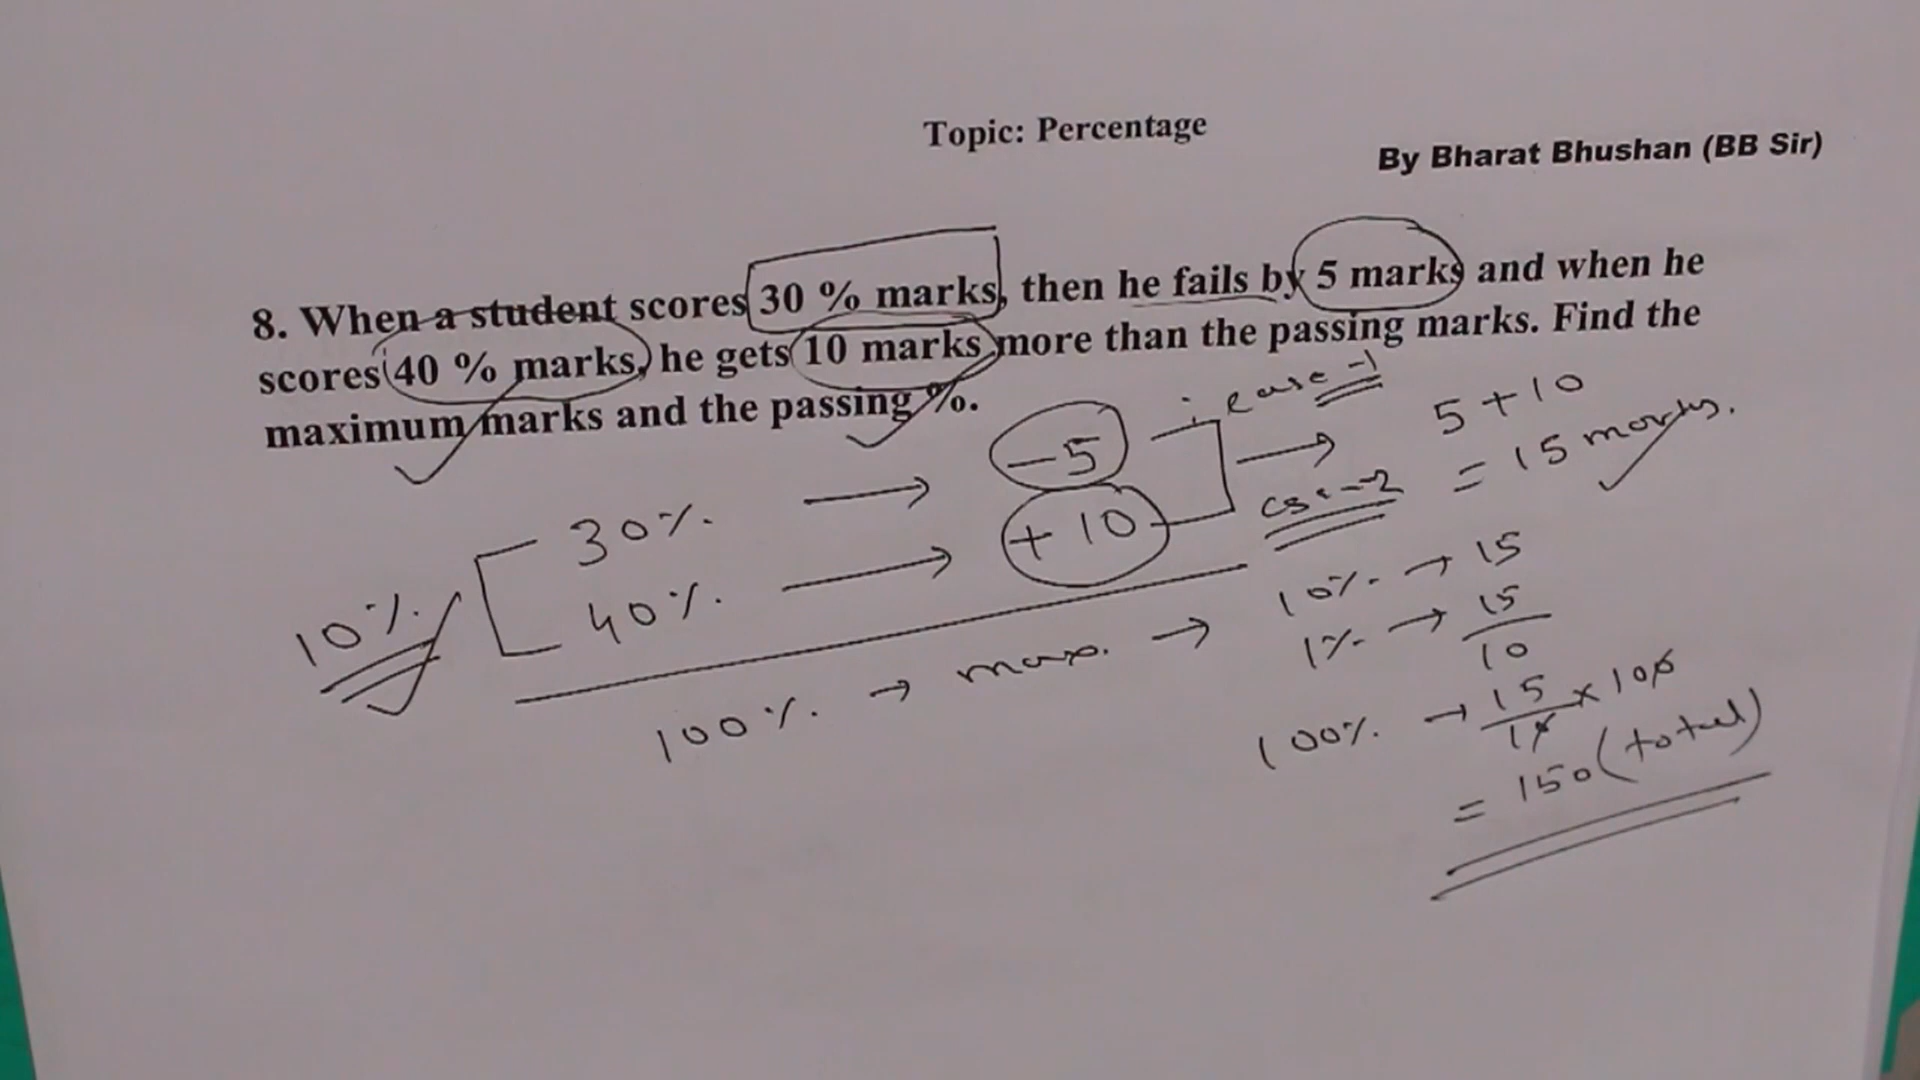 Topic: Percentage
By Bharat Bhushan (BB Sir)
8. When a student scores 30 % marks, then he fails by 5 marks and when he
scores 40 % marks, he gets 10 marks more than the passing marks. Find the
maximum marks and the passing %.
30% → -5 case-1
40% → +10 case-2
10%
→ 5+10
= 15 marks.
100% → max. → 10% → 15
1% → 15/10
100% → 15/10 × 100
= 150 (total)